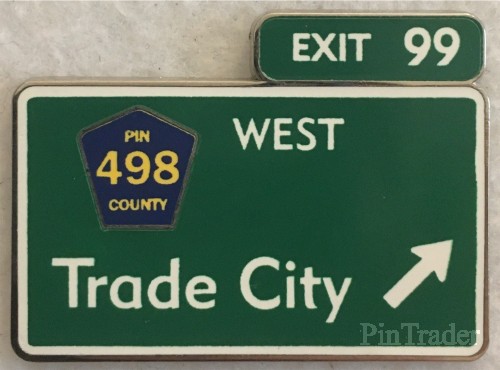 EXIT 99
WEST
PIN
498
COUNTY
Trade City
PinTrader